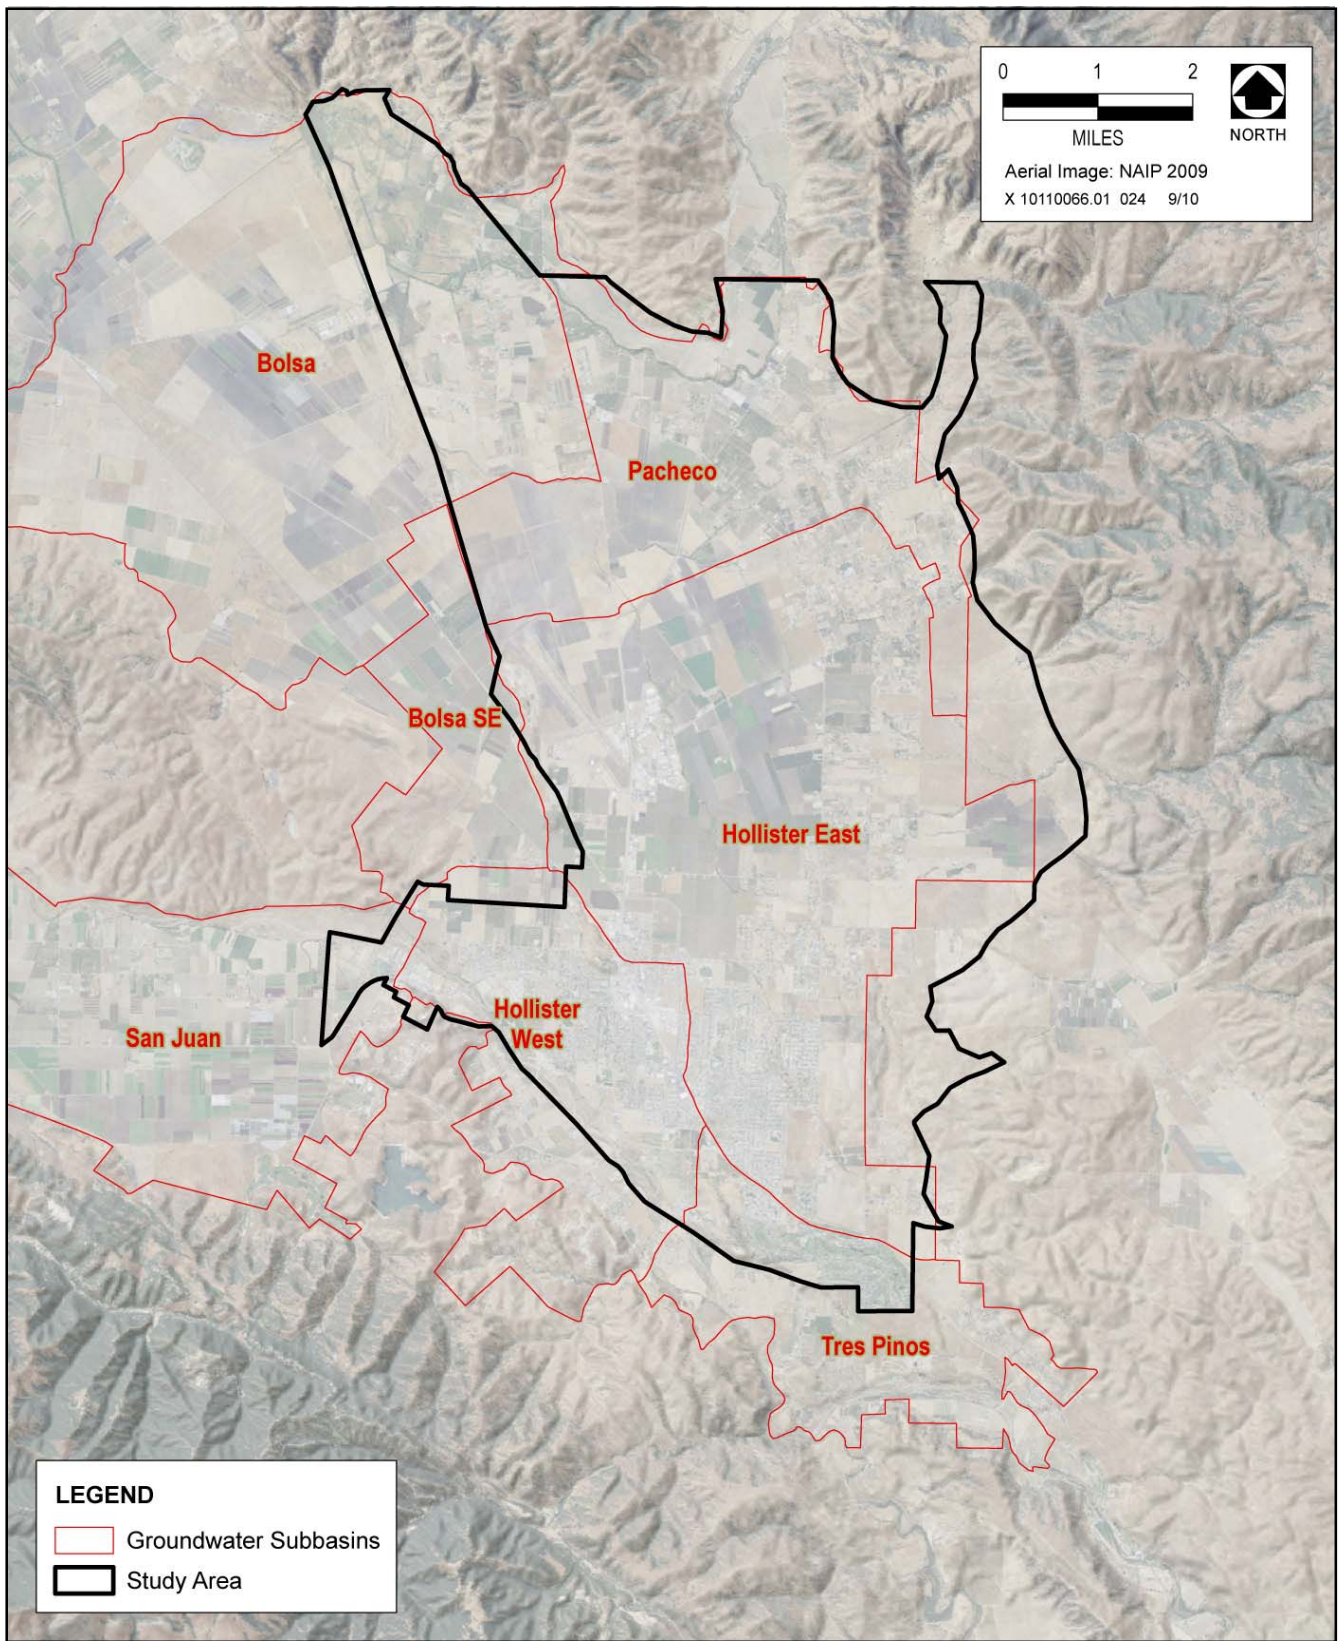 0 1 2
MILES
NORTH
Aerial Image: NAIP 2009
X 10110066.01 024 9/10
Bolsa
Pacheco
Bolsa SE
Hollister East
Hollister
West
San Juan
Tres Pinos
LEGEND
Groundwater Subbasins
Study Area